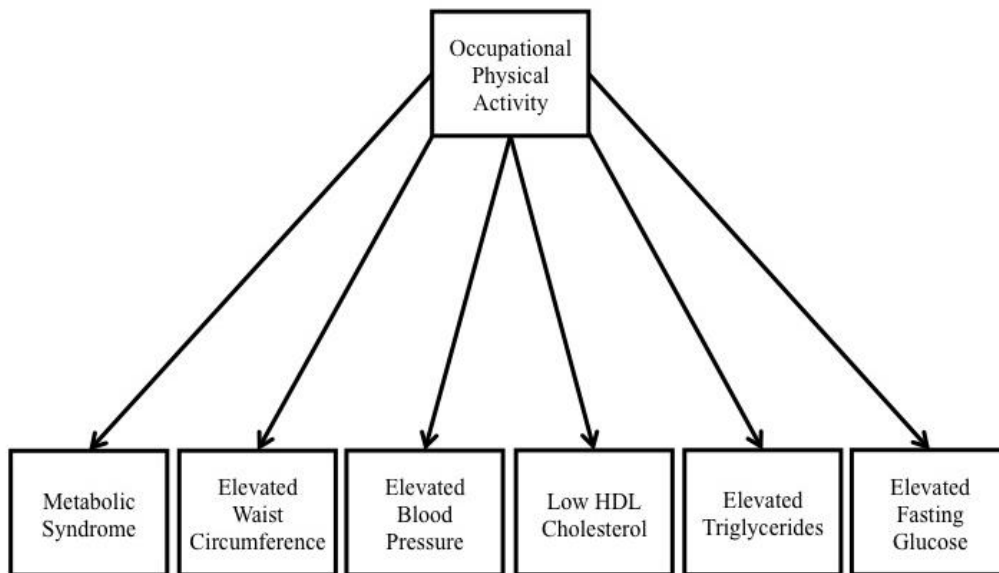 Occupational
Physical
Activity
Metabolic
Syndrome
Elevated
Waist
Circumference
Elevated
Blood
Pressure
Low HDL
Cholesterol
Elevated
Triglycerides
Elevated
Fasting
Glucose